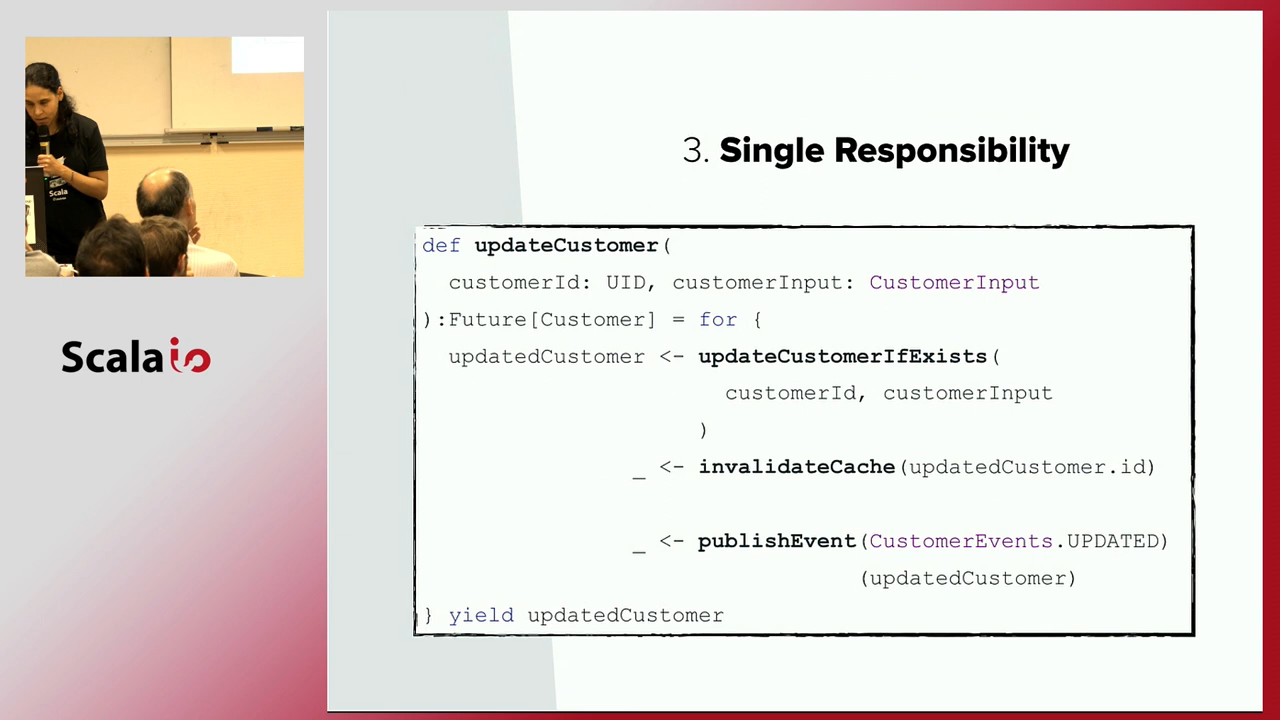 Scala
Scalaio
3. Single Responsibility
def updateCustomer(
customerId: UID, customerInput: CustomerInput
):Future[Customer] = for {
updatedCustomer <- updateCustomerIfExists(
customerId, customerInput
)
_ <- invalidateCache(updatedCustomer.id)
_ <- publishEvent(CustomerEvents.UPDATED)
(updatedCustomer)
} yield updatedCustomer